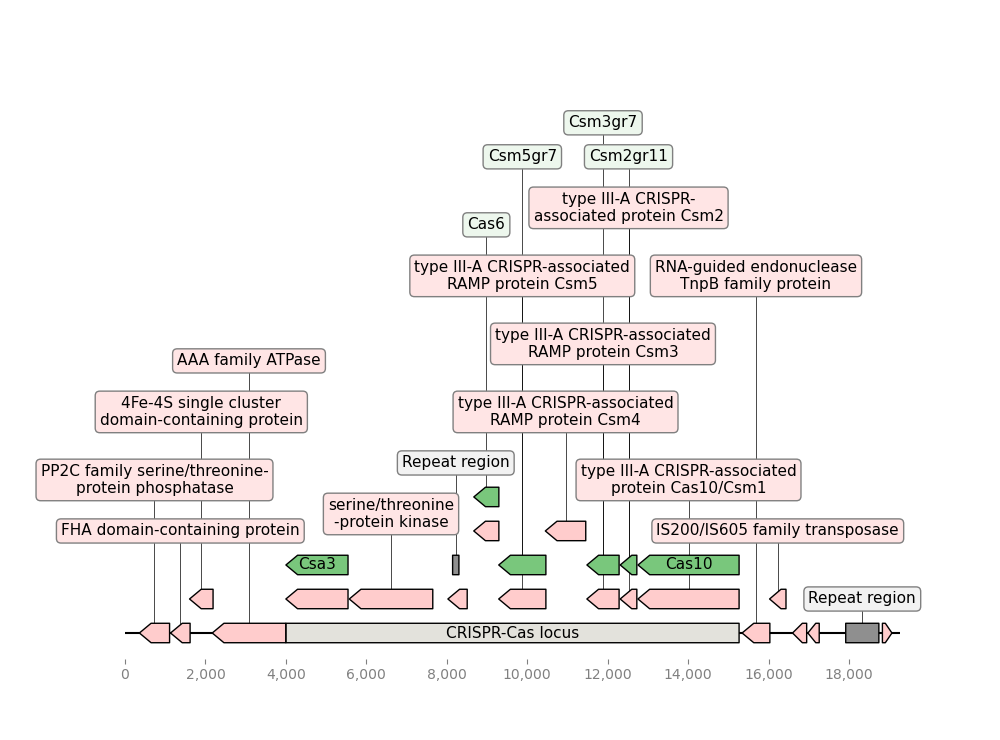 Csm3gr7
Csm5gr7
Csm2gr11
type III-A CRISPR-
associated protein Csm2
Cas6
type III-A CRISPR-associated
RAMP protein Csm5
RNA-guided endonuclease
TnpB family protein
type III-A CRISPR-associated
RAMP protein Csm3
AAA family ATPase
4Fe-4S single cluster
domain-containing protein
type III-A CRISPR-associated
RAMP protein Csm4
Repeat region
PP2C family serine/threonine-
protein phosphatase
type III-A CRISPR-associated
protein Cas10/Csm1
serine/threonine
-protein kinase
FHA domain-containing protein
IS200/IS605 family transposase
Csa3
Cas10
Repeat region
CRISPR-Cas locus
0 2,000 4,000 6,000 8,000 10,000 12,000 14,000 16,000 18,000